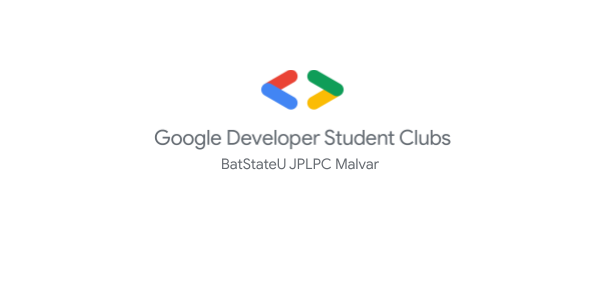 Google Developer Student Clubs
BatStateU JPLPC Malvar